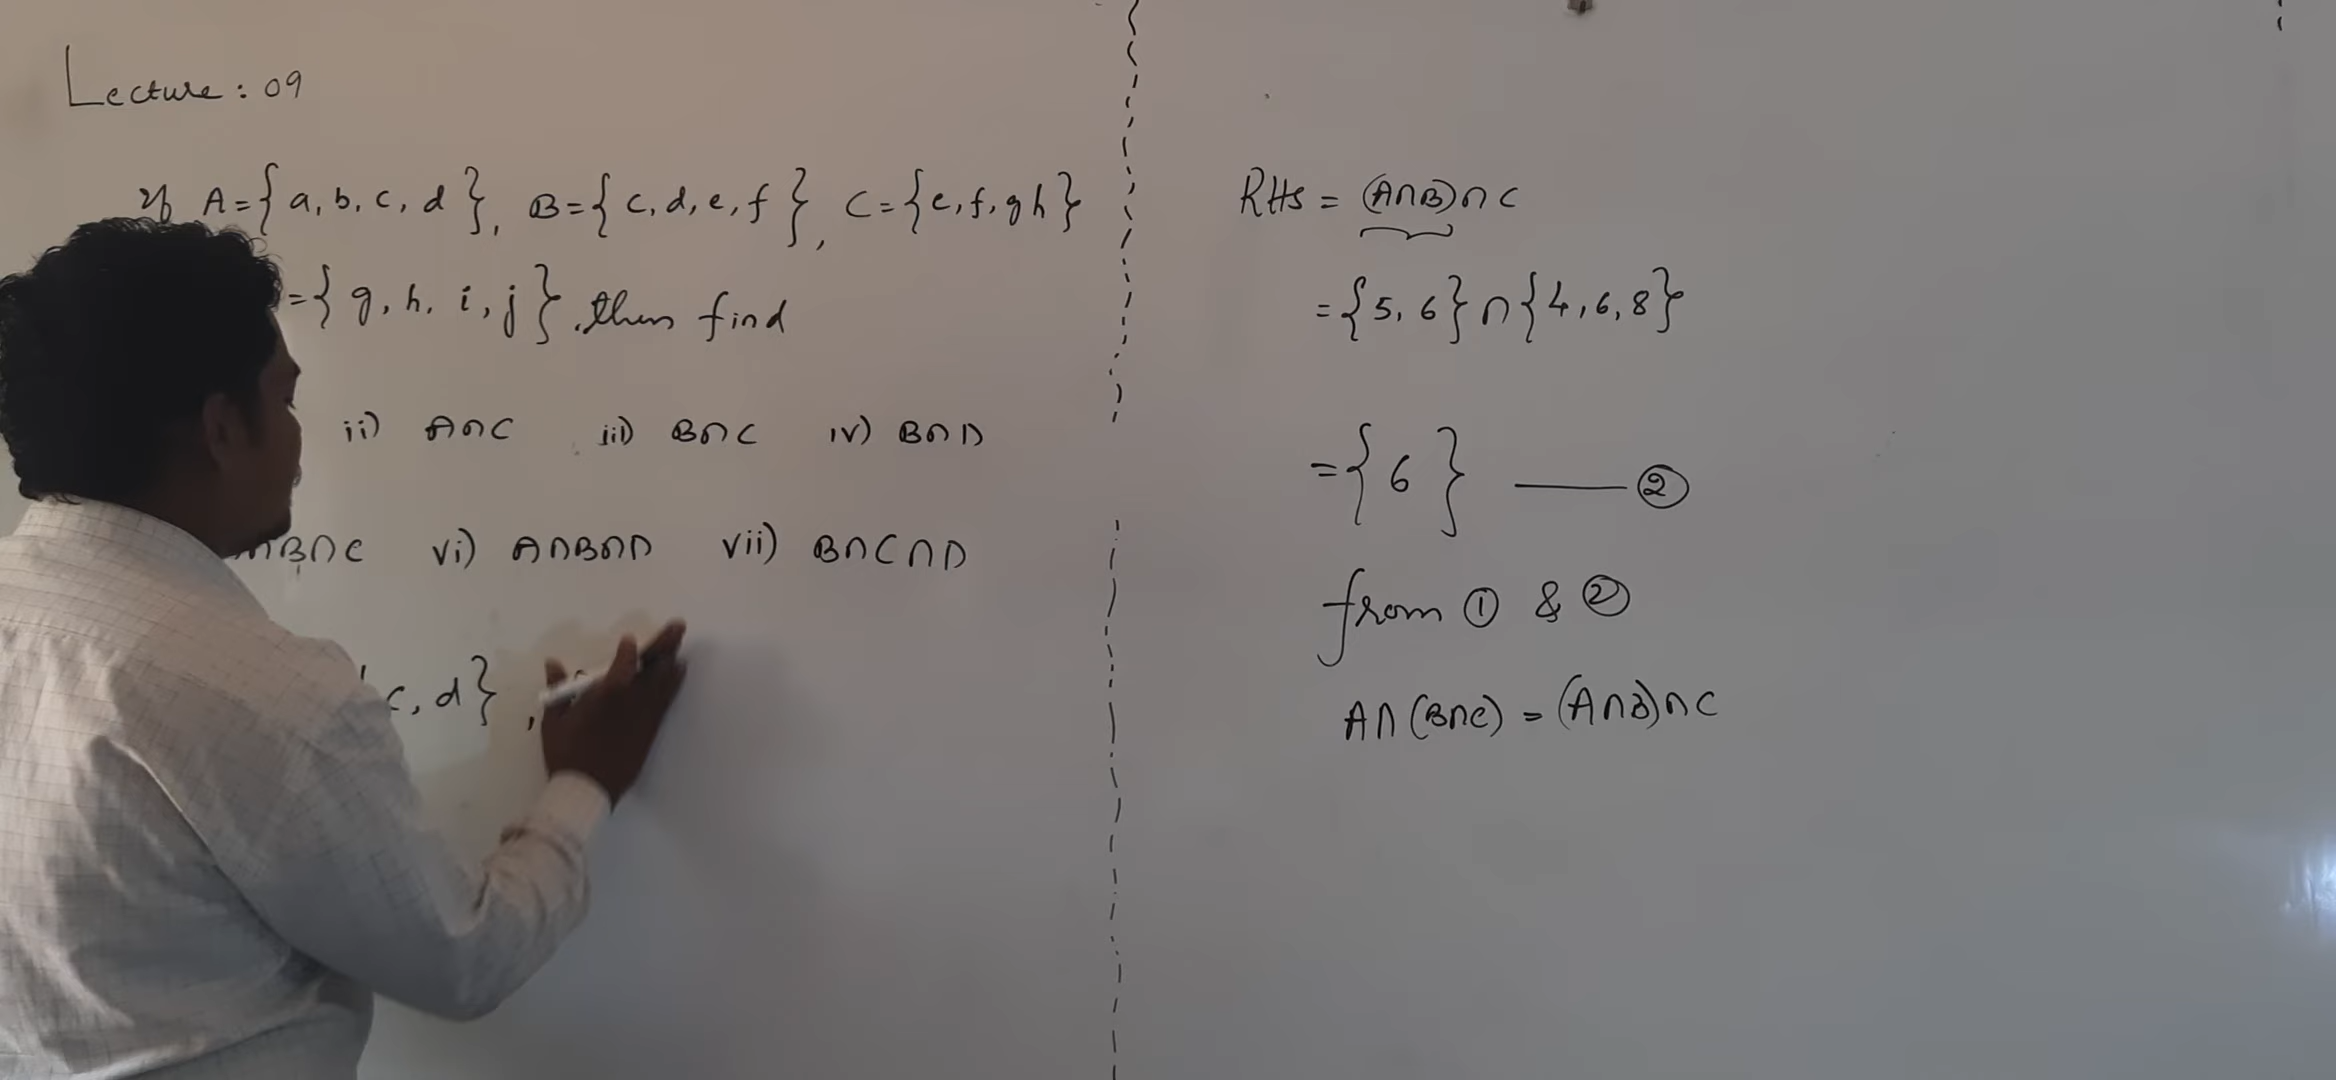 Lecture : 09
If A={a, b, c, d}, B={c, d, e, f}, C={e, f, g h}
={g, h, i, j}, then find
ii) A∩C iii) B∩C iv) B∩D
∩B∩C vi) A∩B∩D vii) B∩C∩D
c, d},
RHS = (A∩B)∩C
={5, 6}∩{4, 6, 8}
={6} —— ②
from ① & ②
A∩(B∩C) = (A∩B)∩C